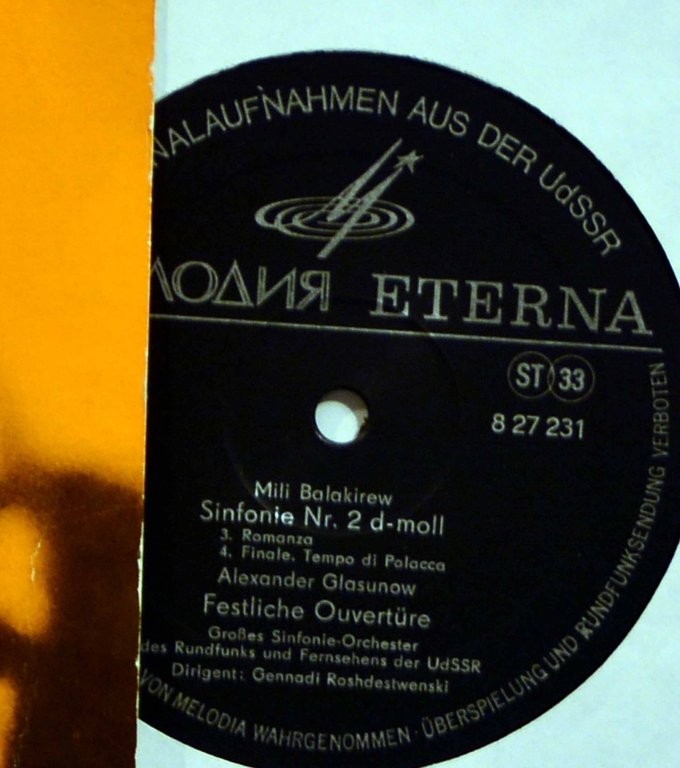 NALAUFNAHMEN AUS DER UdSSR
ЛОДИЯ ETERNA
ST 33
8 27 231
Mili Balakirew
Sinfonie Nr. 2 d-moll
3. Romanza
4. Finale. Tempo di Polacca
Alexander Glasunow
Festliche Ouvertüre
Großes Sinfonie-Orchester
des Rundfunks und Fernsehens der UdSSR
Dirigent: Gennadi Roshdestwenski
VON MELODIA WAHRGENOMMEN · ÜBERSPIELUNG UND RUNDFUNKSENDUNG VERBOTEN